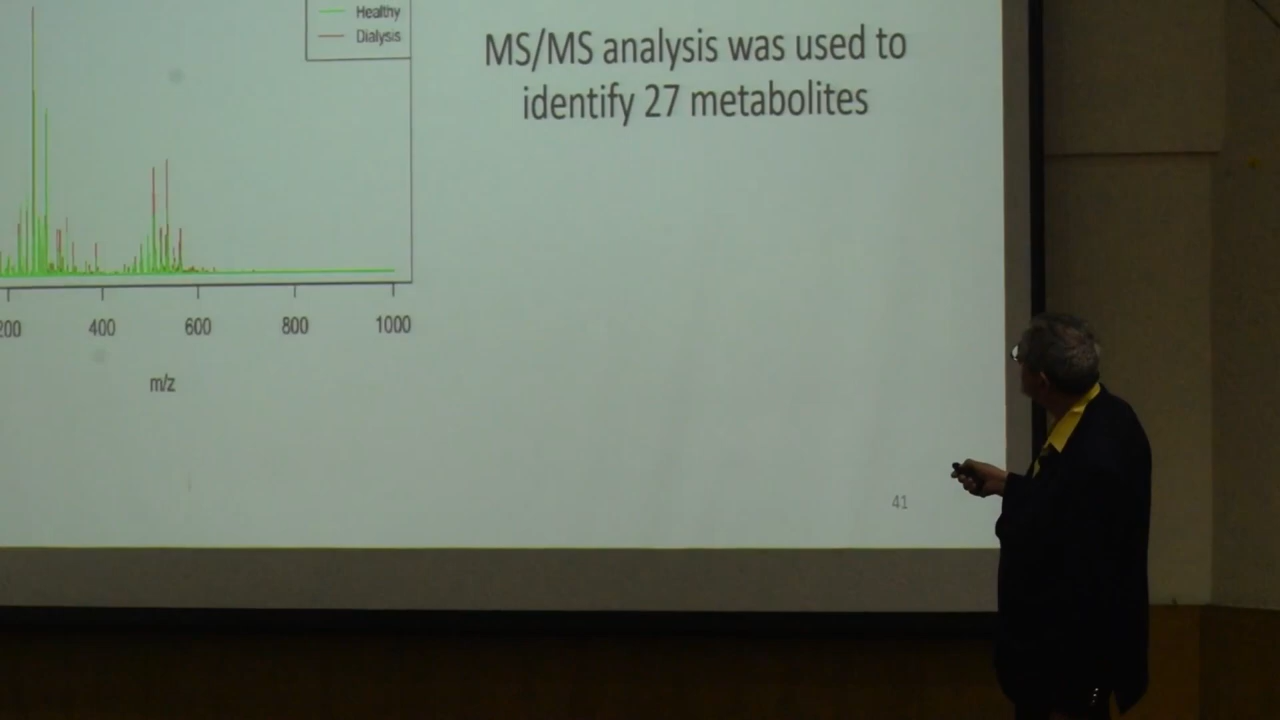 Healthy
Dialysis
MS/MS analysis was used to
identify 27 metabolites
200 400 600 800 1000
m/z
41